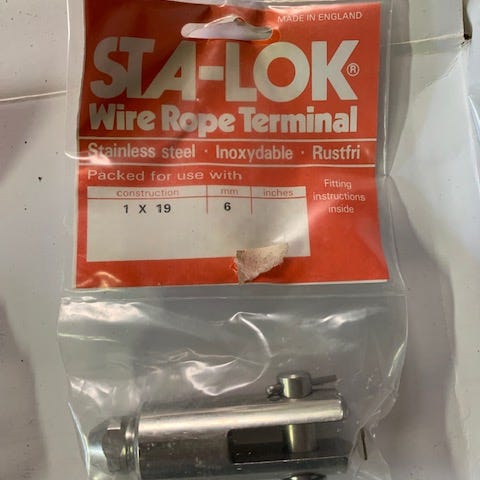 MADE IN ENGLAND
STA-LOK®
Wire Rope Terminal
Stainless steel · Inoxydable · Rustfri
Packed for use with
construction mm inches
1 X 19 6
Fitting
instructions
inside